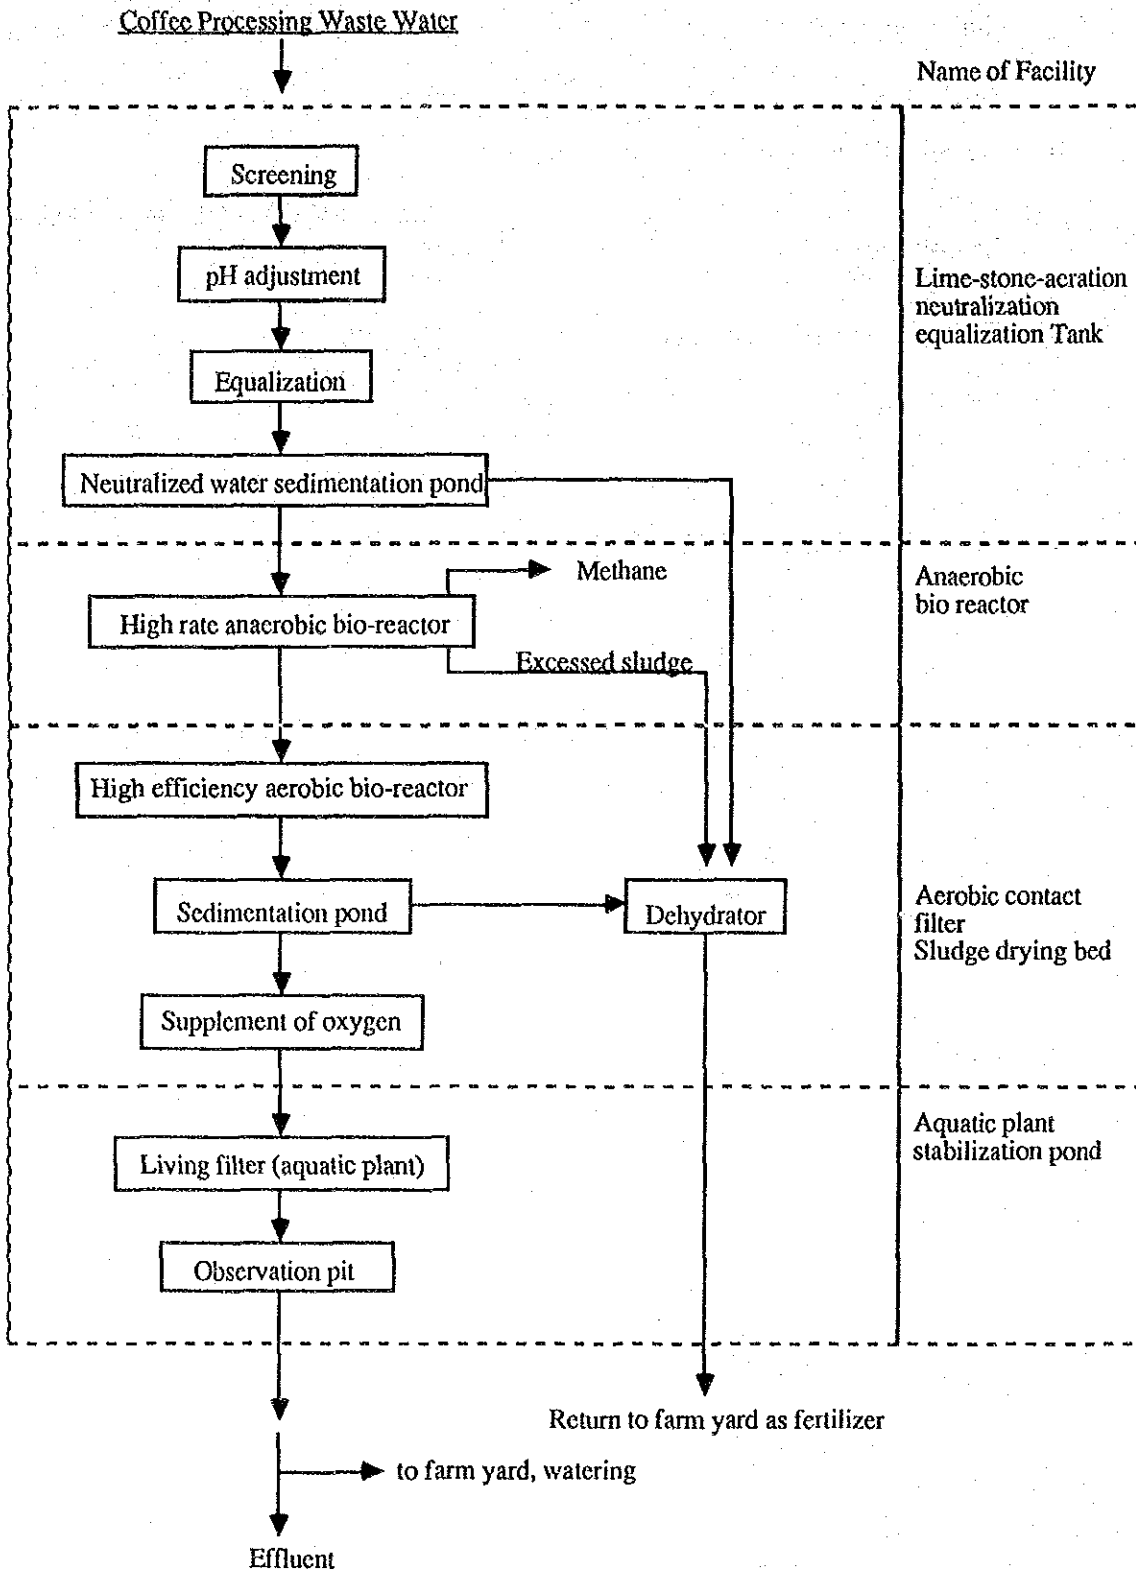 Coffee Processing Waste Water
Name of Facility
Screening
pH adjustment
Lime-stone-aeration
neutralization
equalization Tank
Equalization
Neutralized water sedimentation pond
Methane
Anaerobic
bio reactor
High rate anaerobic bio-reactor
Excessed sludge
High efficiency aerobic bio-reactor
Sedimentation pond
Dehydrator
Aerobic contact
filter
Sludge drying bed
Supplement of oxygen
Aquatic plant
stabilization pond
Living filter (aquatic plant)
Observation pit
Return to farm yard as fertilizer
to farm yard, watering
Effluent